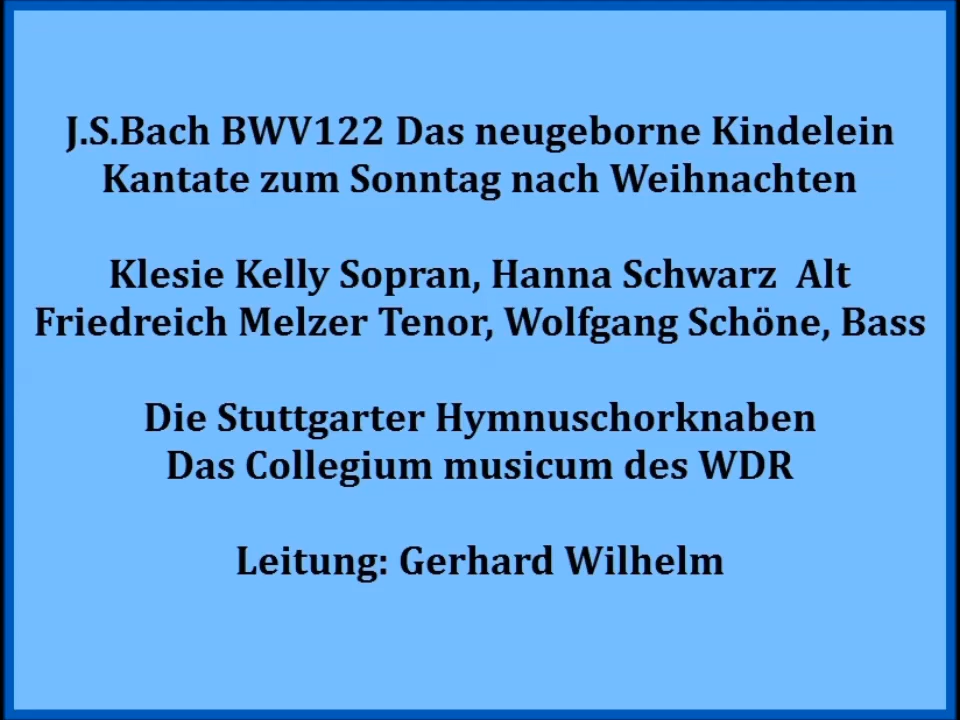 J.S.Bach BWV122 Das neugeborne Kindelein
Kantate zum Sonntag nach Weihnachten
Klesie Kelly Sopran, Hanna Schwarz  Alt
Friedreich Melzer Tenor, Wolfgang Schöne, Bass
Die Stuttgarter Hymnuschorknaben
Das Collegium musicum des WDR
Leitung: Gerhard Wilhelm